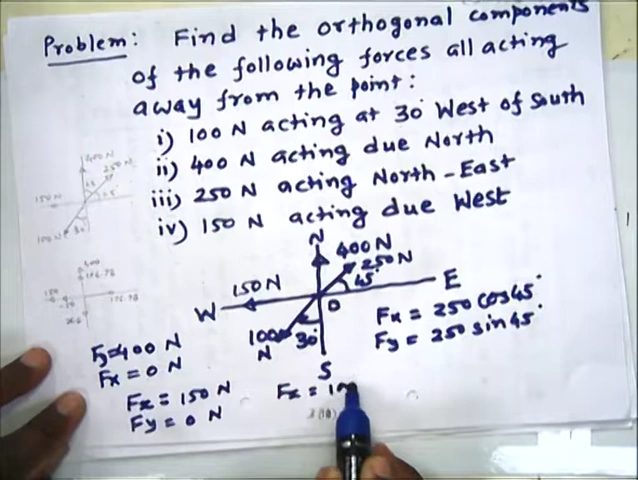 Problem: Find the orthogonal components
of the following forces all acting
away from the point:
i) 100 N acting at 30° West of South
ii) 400 N acting due North
iii) 250 N acting North-East
iv) 150 N acting due West
N
400 N
250 N
45°
150 N
E
W
O
100
N
30°
S
Fx = 250 cos 45°
Fy = 250 sin 45°
Fy=400 N
Fx = 0 N
Fx = 150 N
Fy = 0 N
Fx = 10